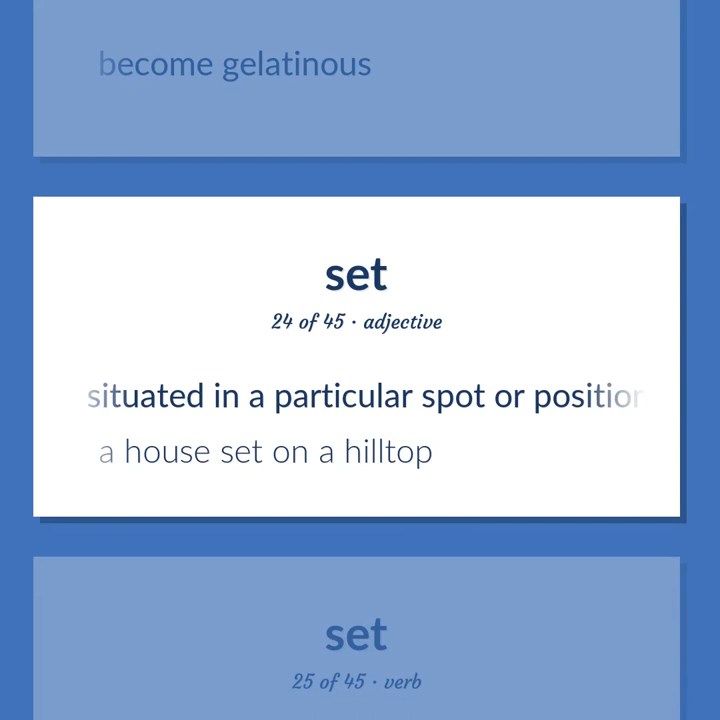 become gelatinous
set
24 of 45 · adjective
situated in a particular spot or position
a house set on a hilltop
set
25 of 45 · verb